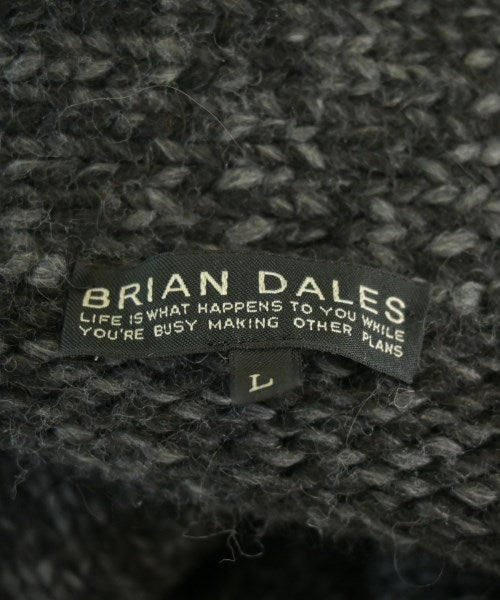 BRIAN DALES
LIFE IS WHAT HAPPENS TO YOU WHILE
YOU'RE BUSY MAKING OTHER PLANS
L